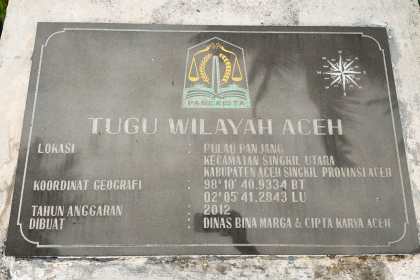 PANCACITA
TUGU WILAYAH ACEH
LOKASI : PULAU PANJANG
KECAMATAN SINGKIL UTARA
KABUPATEN ACEH SINGKIL PROVINSI ACEH
KOORDINAT GEOGRAFI : 98° 10' 40.9334 BT
02° 05' 41.2843 LU
TAHUN ANGGARAN : 2012
DIBUAT : DINAS BINA MARGA & CIPTA KARYA ACEH